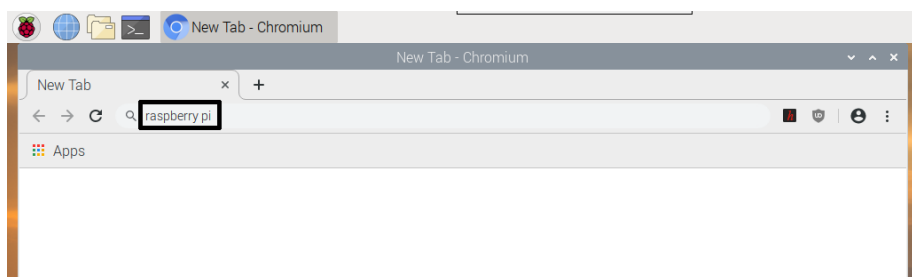 New Tab - Chromium
New Tab - Chromium
New Tab
raspberry pi
Apps